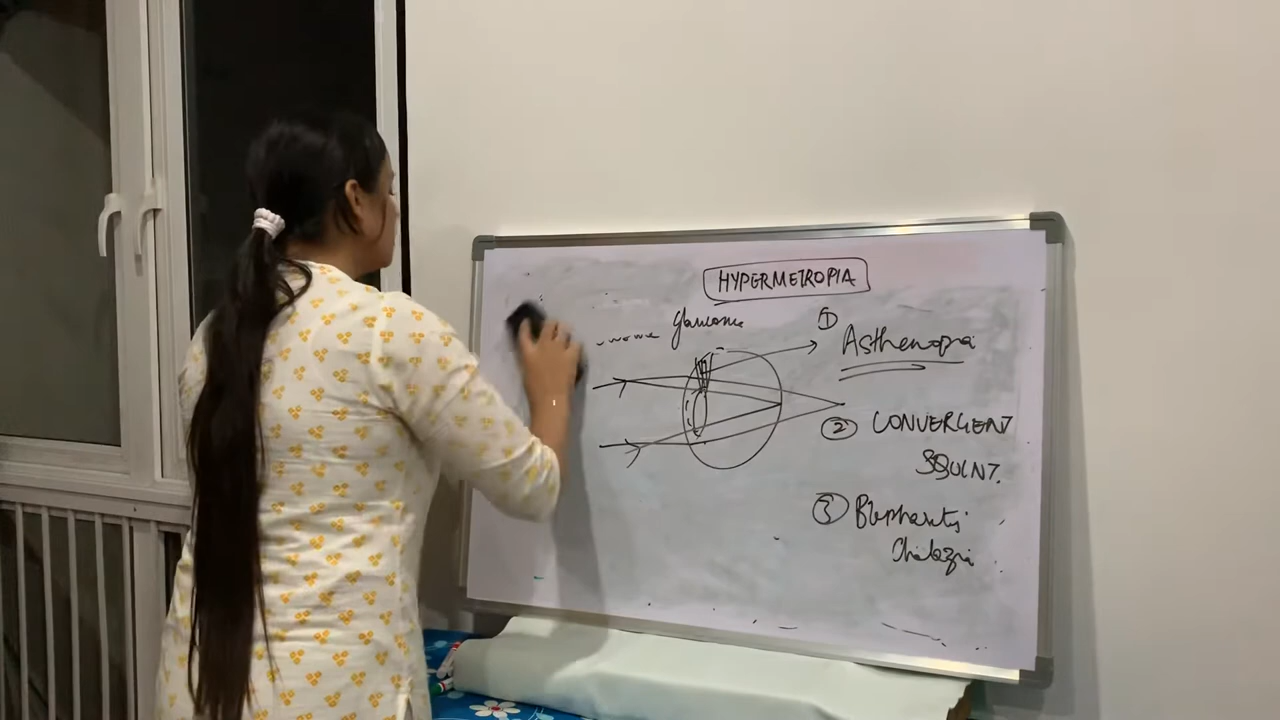 HYPERMETROPIA
Glaucoma
① Asthenopia
② CONVERGENT
SQUINT.
③ Blepharitis
Chalazia